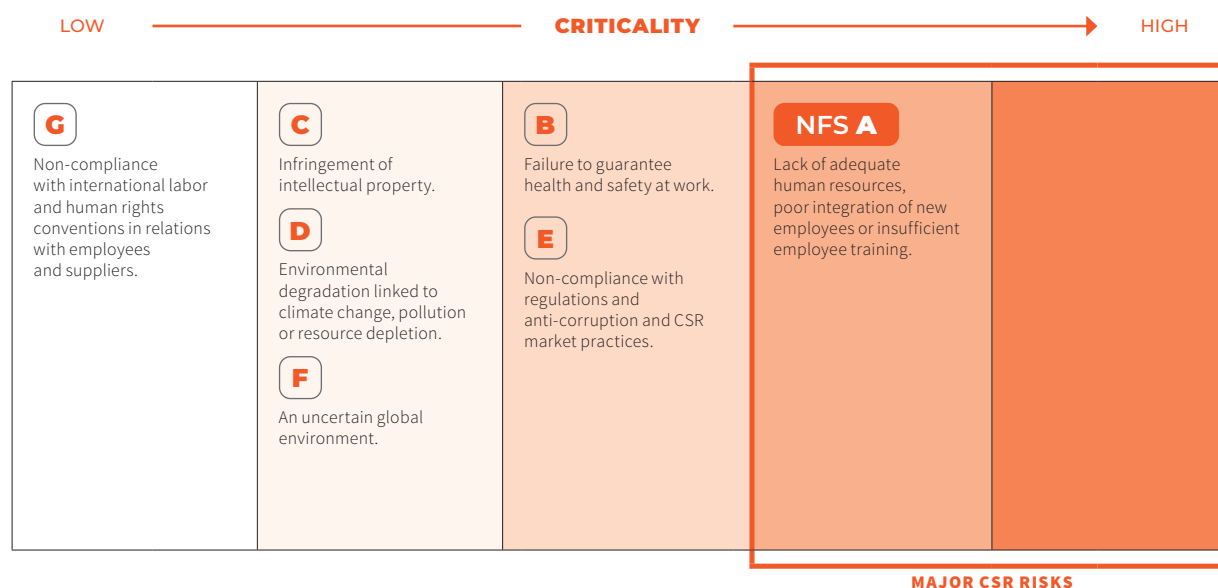 LOW CRITICALITY HIGH
G
Non-compliance
with international labor
and human rights
conventions in relations
with employees
and suppliers.
C
Infringement of
intellectual property.
D
Environmental
degradation linked to
climate change, pollution
or resource depletion.
F
An uncertain global
environment.
B
Failure to guarantee
health and safety at work.
E
Non-compliance with
regulations and
anti-corruption and CSR
market practices.
NFS A
Lack of adequate
human resources,
poor integration of new
employees or insufficient
employee training.
MAJOR CSR RISKS